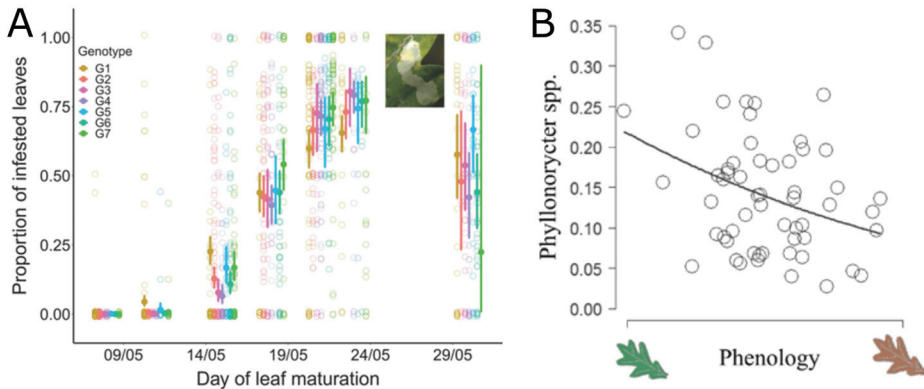 A
Proportion of infested leaves
1.00
0.75
0.50
0.25
0.00
Genotype
G1
G2
G3
G4
G5
G6
G7
09/05 14/05 19/05 24/05 29/05
Day of leaf maturation
B
Phyllonorycter spp.
0.35
0.30
0.25
0.20
0.15
0.10
0.05
0.00
Phenology